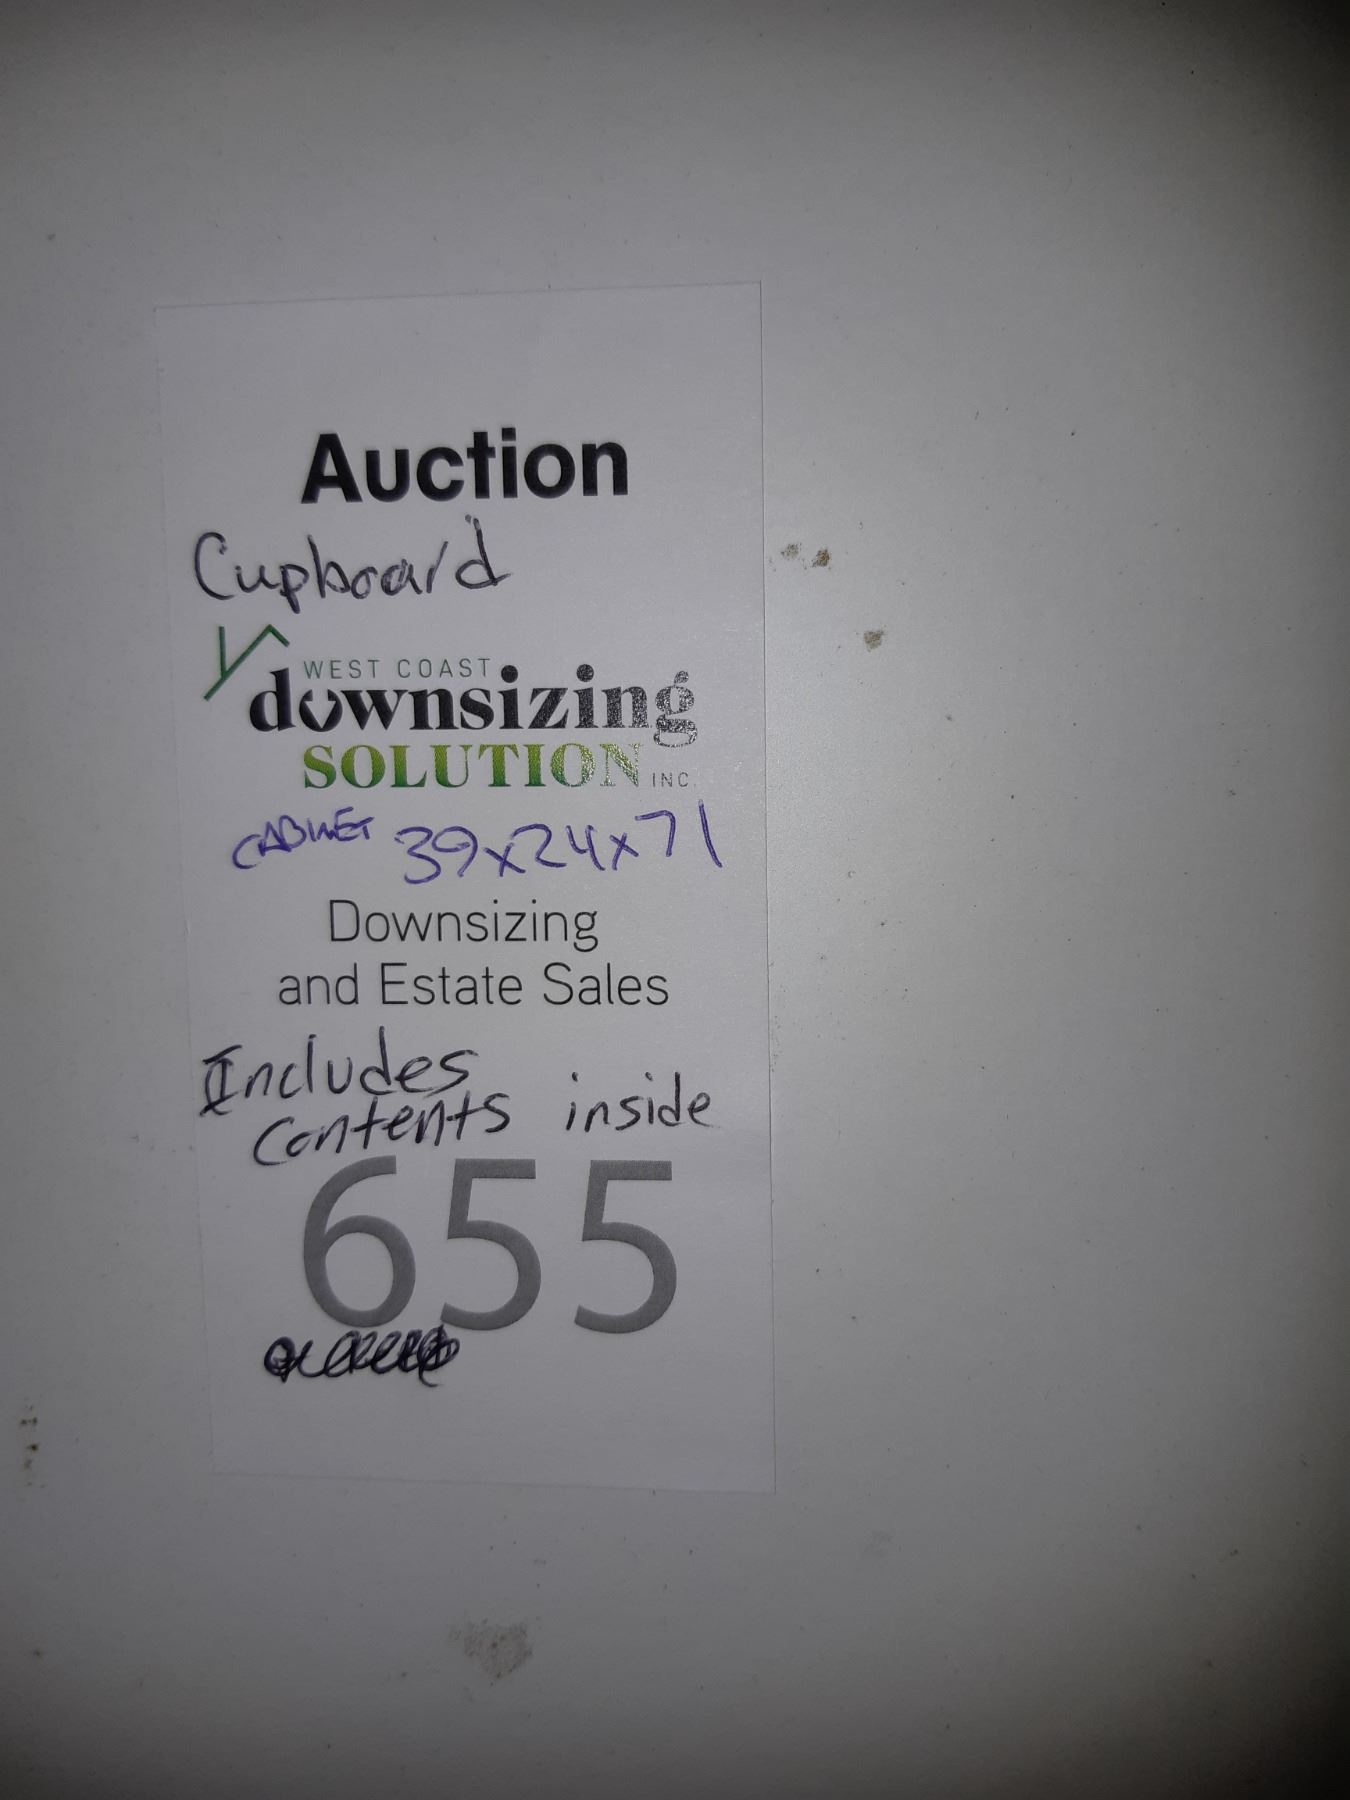 Auction
Cupboard
WEST COAST
downsizing
SOLUTION INC.
CABINET 39x24x71
Downsizing
and Estate Sales
Includes
Contents inside
655